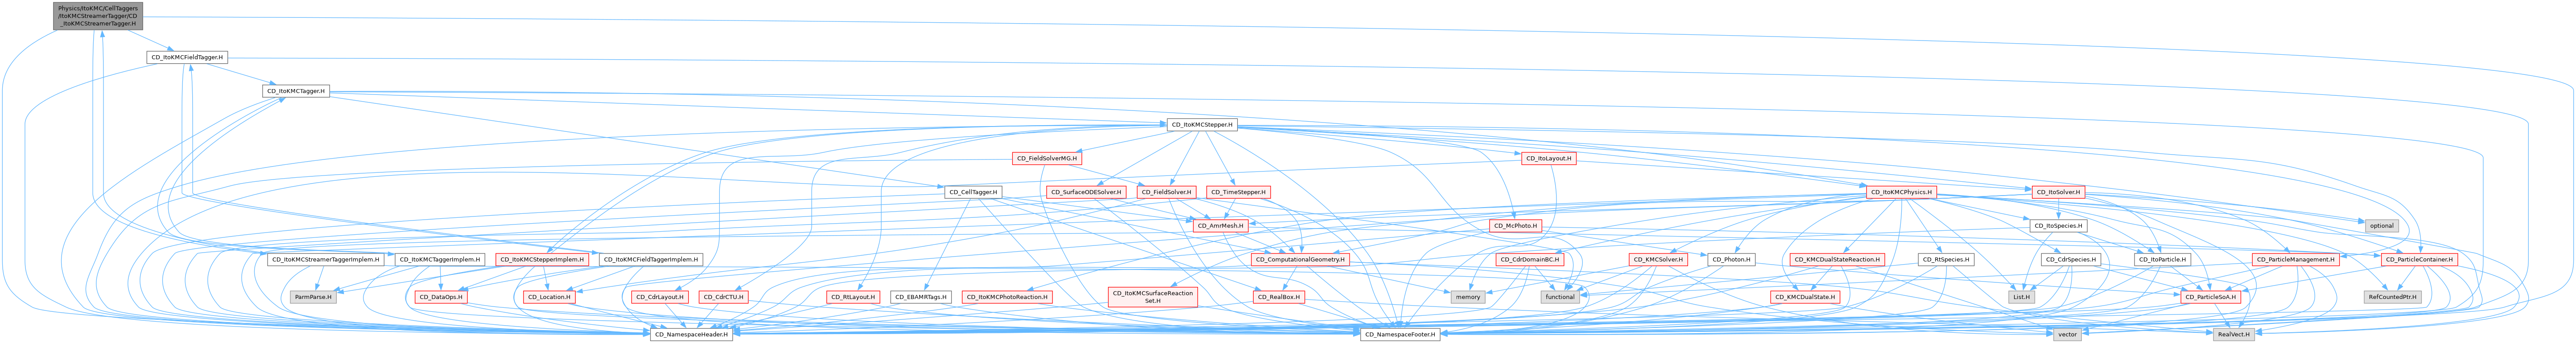 Physics/ItoKMC/CellTaggers
/ItoKMCStreamerTagger/CD
_ItoKMCStreamerTagger.H
CD_ItoKMCFieldTagger.H
CD_ItoKMCTagger.H
CD_ItoKMCStepper.H
CD_FieldSolverMG.H
CD_ItoLayout.H
CD_CellTagger.H
CD_SurfaceODESolver.H
CD_FieldSolver.H
CD_TimeStepper.H
CD_ItoKMCPhysics.H
CD_ItoSolver.H
CD_AmrMesh.H
CD_McPhoto.H
CD_ItoSpecies.H
optional
CD_ItoKMCStreamerTaggerImplem.H
CD_ItoKMCTaggerImplem.H
CD_ItoKMCStepperImplem.H
CD_ItoKMCFieldTaggerImplem.H
CD_ComputationalGeometry.H
CD_CdrDomainBC.H
CD_KMCSolver.H
CD_Photon.H
CD_KMCDualStateReaction.H
CD_RtSpecies.H
CD_CdrSpecies.H
CD_ItoParticle.H
CD_ParticleManagement.H
CD_ParticleContainer.H
ParmParse.H
CD_DataOps.H
CD_Location.H
CD_CdrLayout.H
CD_CdrCTU.H
CD_RtLayout.H
CD_EBAMRTags.H
CD_ItoKMCPhotoReaction.H
CD_ItoKMCSurfaceReaction
Set.H
CD_RealBox.H
memory
functional
CD_KMCDualState.H
List.H
CD_ParticleSoA.H
RefCountedPtr.H
CD_NamespaceHeader.H
CD_NamespaceFooter.H
vector
RealVect.H